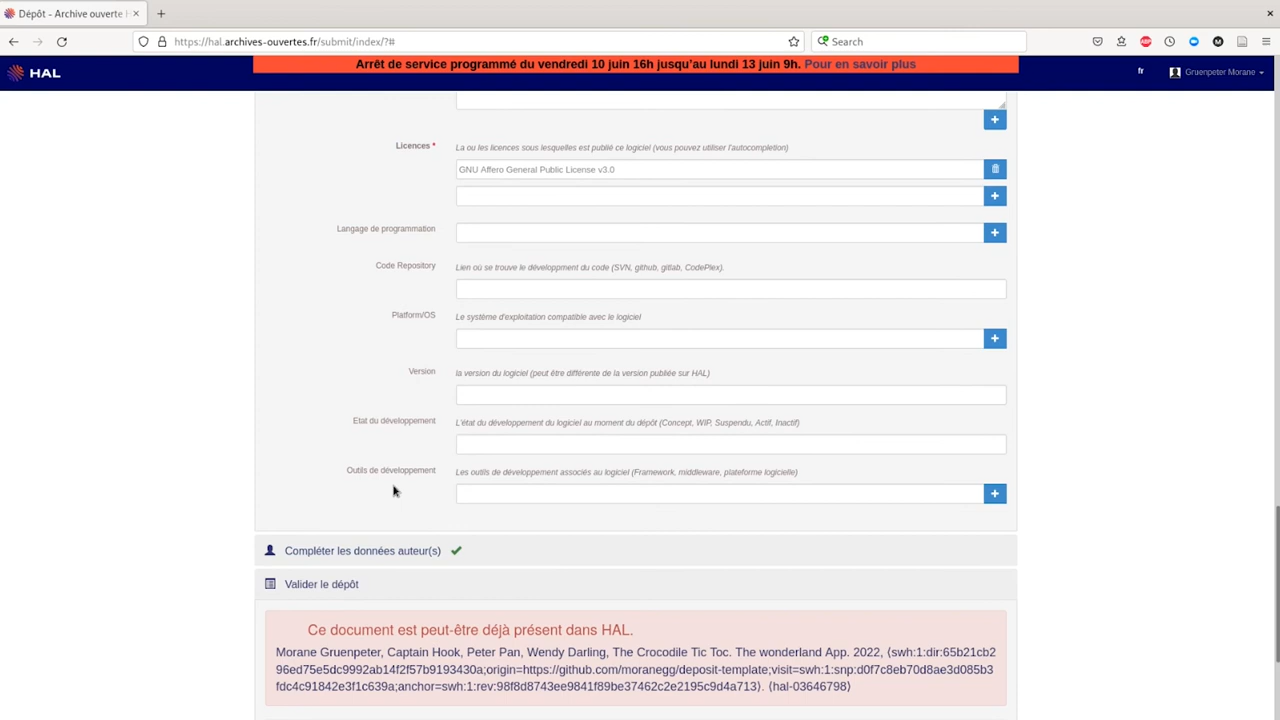 Dépôt - Archive ouverte H
https://hal.archives-ouvertes.fr/submit/index/?#
Search
HAL
Arrêt de service programmé du vendredi 10 juin 16h jusqu'au lundi 13 juin 9h. Pour en savoir plus
fr
Gruenpeter Morane
Licences *
La ou les licences sous lesquelles est publié ce logiciel (vous pouvez utiliser l'autocompletion)
GNU Affero General Public License v3.0
Langage de programmation
Code Repository
Lien où se trouve le développment du code (SVN, github, gitlab, CodePlex).
Platform/OS
Le système d'exploitation compatible avec le logiciel
Version
la version du logiciel (peut être différente de la version publiée sur HAL)
Etat du développement
L'état du développement du logiciel au moment du dépôt (Concept, WIP, Suspendu, Actif, Inactif)
Outils de développement
Les outils de développement associés au logiciel (Framework, middleware, plateforme logicielle)
Compléter les données auteur(s)
Valider le dépôt
Ce document est peut-être déjà présent dans HAL.
Morane Gruenpeter, Captain Hook, Peter Pan, Wendy Darling, The Crocodile Tic Toc. The wonderland App. 2022, ⟨swh:1:dir:65b21cb2
96ed75e5dc9992ab14f2f57b9193430a;origin=https://github.com/moranegg/deposit-template;visit=swh:1:snp:d0f7c8eb70d8ae3d085b3
fdc4c91842e3f1c639a;anchor=swh:1:rev:98f8d8743ee9841f89be37462c2e2195c9d4a713⟩. ⟨hal-03646798⟩